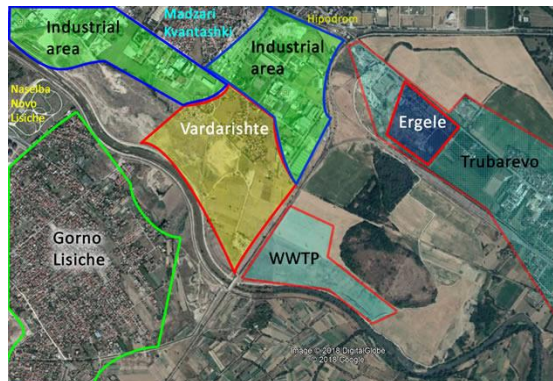 Madzari
Kvantashki
Hipodrom
Industrial
area
Industrial
area
Naselba
Novo
Lisiche
Vardarishte
Ergele
Trubarevo
Gorno
Lisiche
WWTP
Image © 2018 DigitalGlobe
© 2018 Google